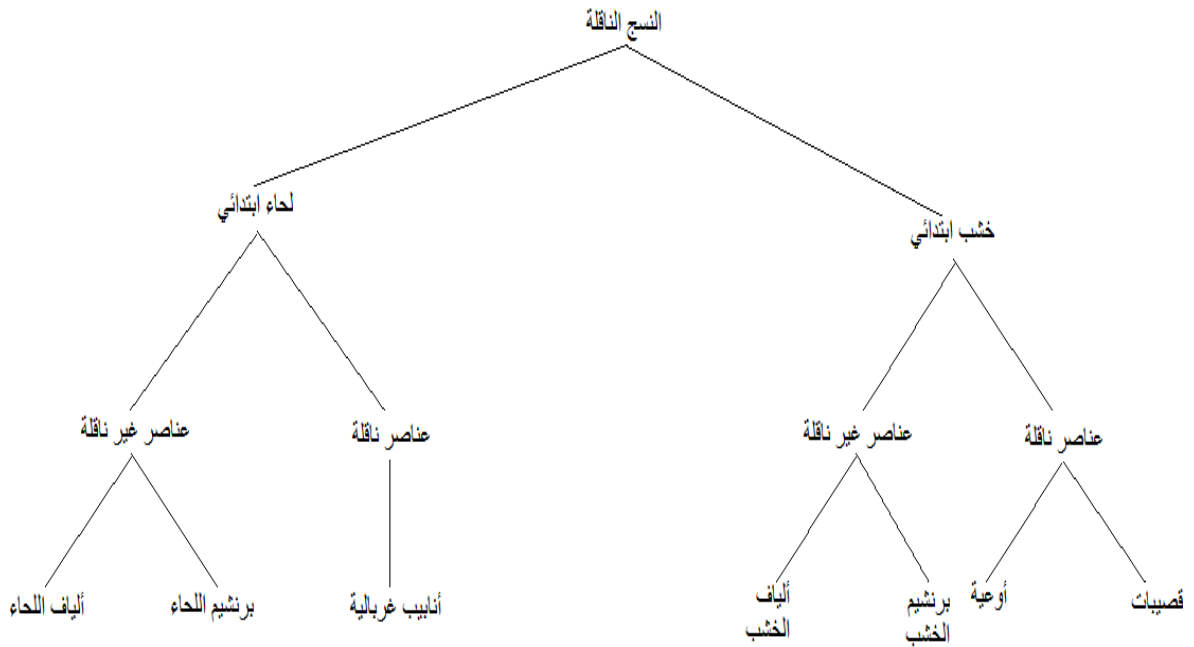 النسج الناقلة
خشب ابتدائي
لحاء ابتدائي
عناصر ناقلة
عناصر غير ناقلة
عناصر ناقلة
عناصر غير ناقلة
قصيبات
أوعية
برنشيم
الخشب
ألياف
الخشب
أنابيب غربالية
برنشيم اللحاء
ألياف اللحاء